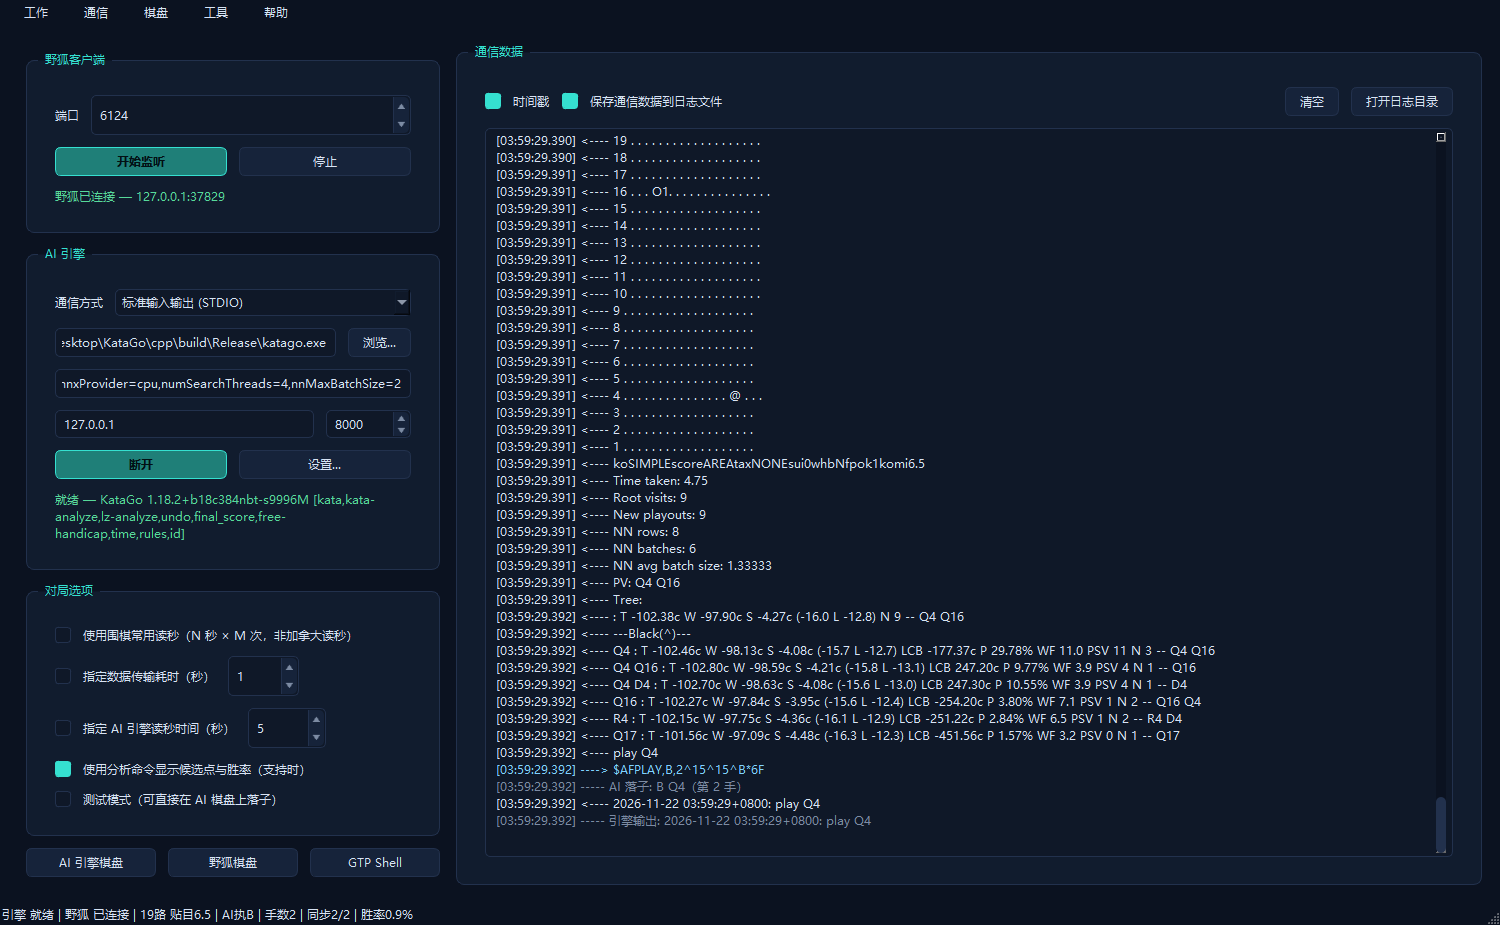 工作 通信 棋盘 工具 帮助
野狐客户端
端口 6124
开始监听 停止
野狐已连接 — 127.0.0.1:37829
AI 引擎
通信方式 标准输入输出 (STDIO)
esktop\KataGo\cpp\build\Release\katago.exe 浏览...
nnxProvider=cpu,numSearchThreads=4,nnMaxBatchSize=2
127.0.0.1 8000
断开 设置...
就绪 — KataGo 1.18.2+b18c384nbt-s9996M [kata,kata-
analyze,lz-analyze,undo,final_score,free-
handicap,time,rules,id]
对局选项
使用围棋常用读秒（N 秒 × M 次，非加拿大读秒）
指定数据传输耗时（秒） 1
指定 AI 引擎读秒时间（秒） 5
使用分析命令显示候选点与胜率（支持时）
测试模式（可直接在 AI 棋盘上落子）
AI 引擎棋盘 野狐棋盘 GTP Shell
通信数据
时间戳 保存通信数据到日志文件 清空 打开日志目录
[03:59:29.390] <---- 19 . . . . . . . . . . . . . . . . . . .
[03:59:29.390] <---- 18 . . . . . . . . . . . . . . . . . . .
[03:59:29.391] <---- 17 . . . . . . . . . . . . . . . . . . .
[03:59:29.391] <---- 16 . . . O1. . . . . . . . . . . . . . .
[03:59:29.391] <---- 15 . . . . . . . . . . . . . . . . . . .
[03:59:29.391] <---- 14 . . . . . . . . . . . . . . . . . . .
[03:59:29.391] <---- 13 . . . . . . . . . . . . . . . . . . .
[03:59:29.391] <---- 12 . . . . . . . . . . . . . . . . . . .
[03:59:29.391] <---- 11 . . . . . . . . . . . . . . . . . . .
[03:59:29.391] <---- 10 . . . . . . . . . . . . . . . . . . .
[03:59:29.391] <---- 9 . . . . . . . . . . . . . . . . . . .
[03:59:29.391] <---- 8 . . . . . . . . . . . . . . . . . . .
[03:59:29.391] <---- 7 . . . . . . . . . . . . . . . . . . .
[03:59:29.391] <---- 6 . . . . . . . . . . . . . . . . . . .
[03:59:29.391] <---- 5 . . . . . . . . . . . . . . . . . . .
[03:59:29.391] <---- 4 . . . . . . . . . . . . . . . @ . . .
[03:59:29.391] <---- 3 . . . . . . . . . . . . . . . . . . .
[03:59:29.391] <---- 2 . . . . . . . . . . . . . . . . . . .
[03:59:29.391] <---- 1 . . . . . . . . . . . . . . . . . . .
[03:59:29.391] <---- koSIMPLEscoreAREAtaxNONEsui0whbNfpok1komi6.5
[03:59:29.391] <---- Time taken: 4.75
[03:59:29.391] <---- Root visits: 9
[03:59:29.391] <---- New playouts: 9
[03:59:29.391] <---- NN rows: 8
[03:59:29.391] <---- NN batches: 6
[03:59:29.391] <---- NN avg batch size: 1.33333
[03:59:29.391] <---- PV: Q4 Q16
[03:59:29.391] <---- Tree:
[03:59:29.392] <---- : T -102.38c W -97.90c S -4.27c (-16.0 L -12.8) N 9 -- Q4 Q16
[03:59:29.392] <---- ---Black(^)---
[03:59:29.392] <---- Q4 : T -102.46c W -98.13c S -4.08c (-15.7 L -12.7) LCB -177.37c P 29.78% WF 11.0 PSV 11 N 3 -- Q4 Q16
[03:59:29.392] <---- Q4 Q16 : T -102.80c W -98.59c S -4.21c (-15.8 L -13.1) LCB 247.20c P 9.77% WF 3.9 PSV 4 N 1 -- Q16
[03:59:29.392] <---- Q4 D4 : T -102.70c W -98.63c S -4.08c (-15.6 L -13.0) LCB 247.30c P 10.55% WF 3.9 PSV 4 N 1 -- D4
[03:59:29.392] <---- Q16 : T -102.27c W -97.84c S -3.95c (-15.6 L -12.4) LCB -254.20c P 3.80% WF 7.1 PSV 1 N 2 -- Q16 Q4
[03:59:29.392] <---- R4 : T -102.15c W -97.75c S -4.36c (-16.1 L -12.9) LCB -251.22c P 2.84% WF 6.5 PSV 1 N 2 -- R4 D4
[03:59:29.392] <---- Q17 : T -101.56c W -97.09c S -4.48c (-16.3 L -12.3) LCB -451.56c P 1.57% WF 3.2 PSV 0 N 1 -- Q17
[03:59:29.392] <---- play Q4
[03:59:29.392] ----> $AFPLAY,B,2^15^15^B*6F
[03:59:29.392] ----- AI 落子: B Q4（第 2 手）
[03:59:29.392] <---- 2026-11-22 03:59:29+0800: play Q4
[03:59:29.392] ----- 引擎输出: 2026-11-22 03:59:29+0800: play Q4
引擎 就绪 | 野狐 已连接 | 19路 贴目6.5 | AI执B | 手数2 | 同步2/2 | 胜率0.9%